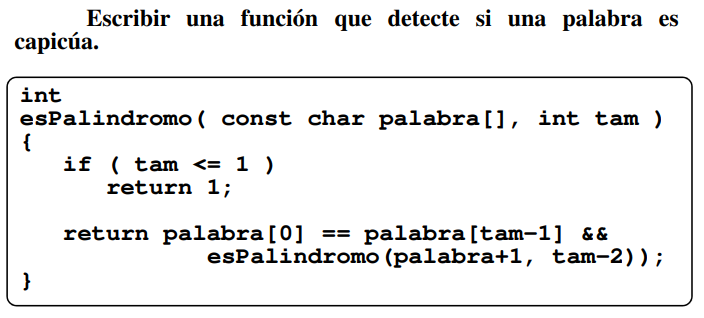 Escribir una función que detecte si una palabra es
capicúa.
int
esPalindromo( const char palabra[], int tam )
{
if ( tam <= 1 )
return 1;
return palabra[0] == palabra[tam-1] &&
esPalindromo(palabra+1, tam-2));
}